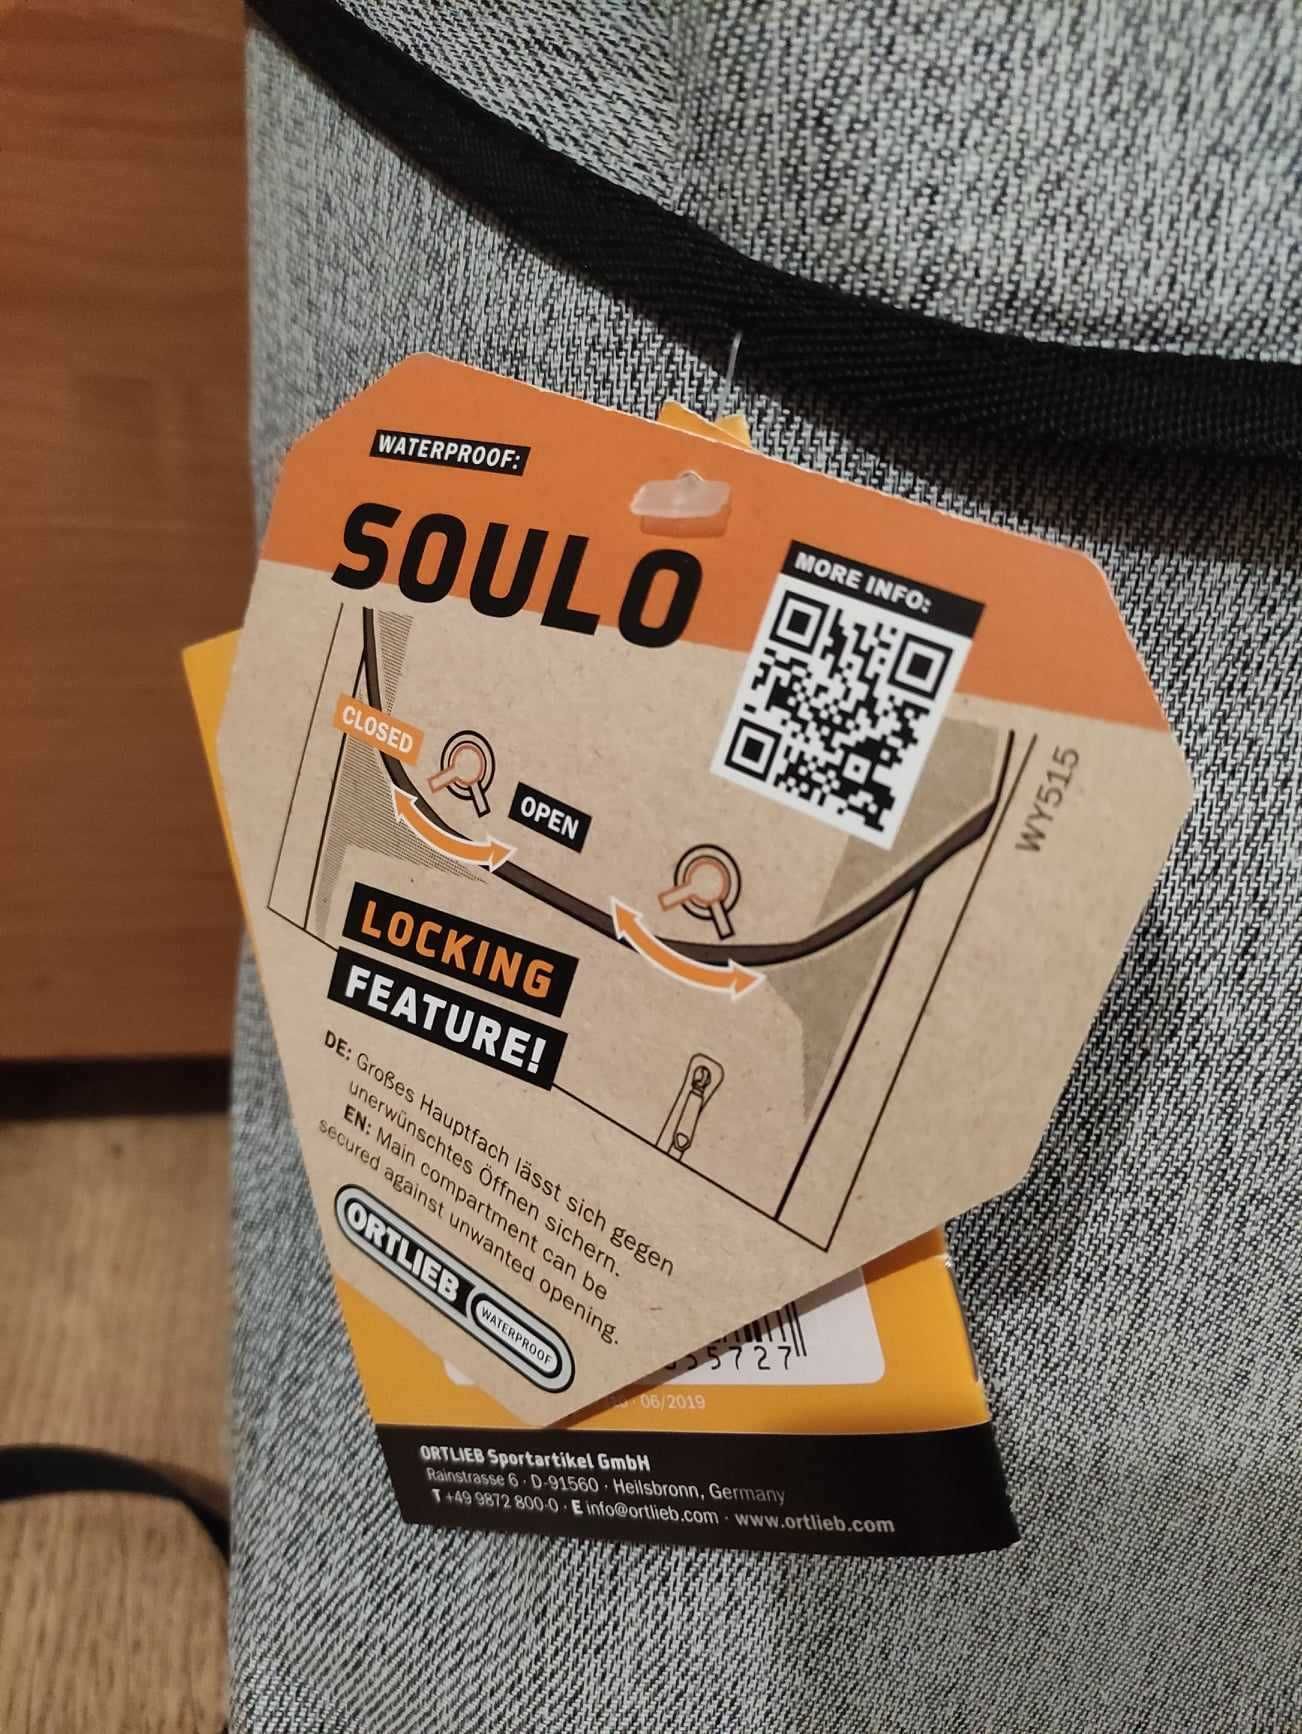 WATERPROOF:
SOULO
MORE INFO:
CLOSED
OPEN
WY515
LOCKING
FEATURE!
DE: Großes Hauptfach lässt sich gegen
unerwünschtes Öffnen sichern.
EN: Main compartment can be
secured against unwanted opening.
ORTLIEB
WATERPROOF
55727
06/2019
ORTLIEB Sportartikel GmbH
Rainstrasse 6 · D-91560 · Heilsbronn, Germany
T +49 9872 800-0 · E info@ortlieb.com · www.ortlieb.com